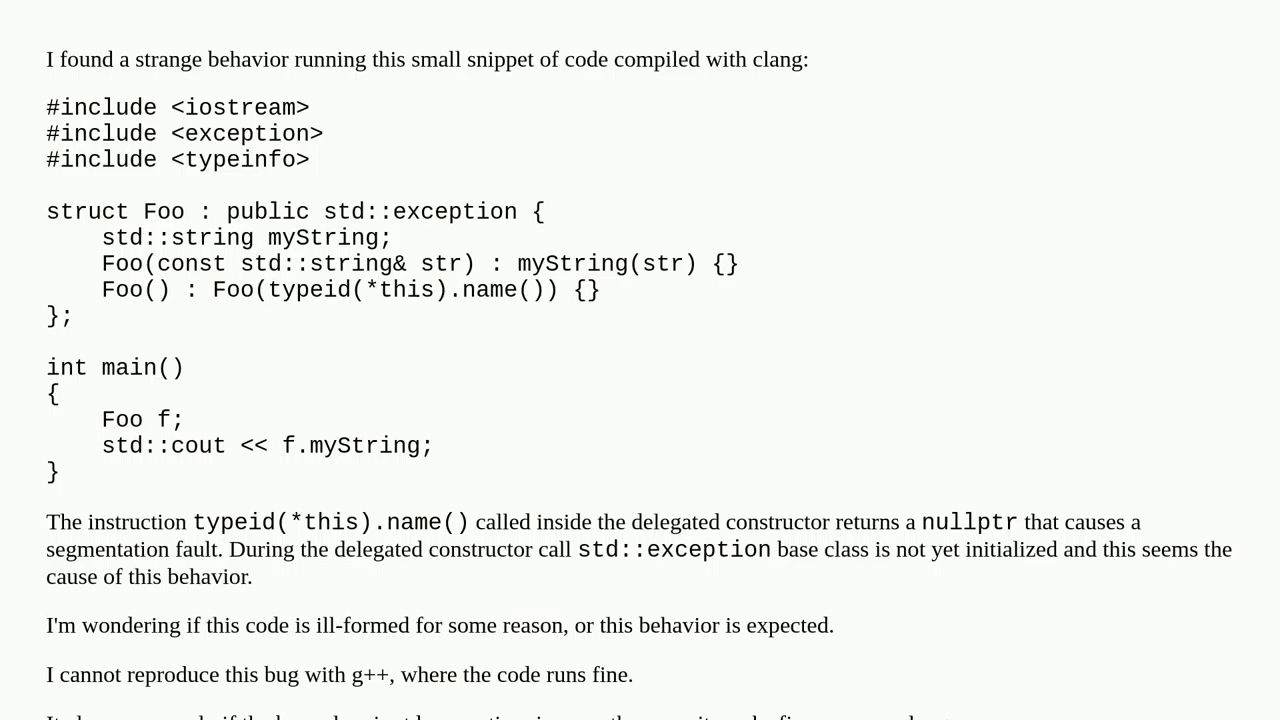 I found a strange behavior running this small snippet of code compiled with clang:
#include <iostream>
#include <exception>
#include <typeinfo>
struct Foo : public std::exception {
    std::string myString;
    Foo(const std::string& str) : myString(str) {}
    Foo() : Foo(typeid(*this).name()) {}
};
int main()
{
    Foo f;
    std::cout << f.myString;
}
The instruction typeid(*this).name() called inside the delegated constructor returns a nullptr that causes a
segmentation fault. During the delegated constructor call std::exception base class is not yet initialized and this seems the
cause of this behavior.
I'm wondering if this code is ill-formed for some reason, or this behavior is expected.
I cannot reproduce this bug with g++, where the code runs fine.